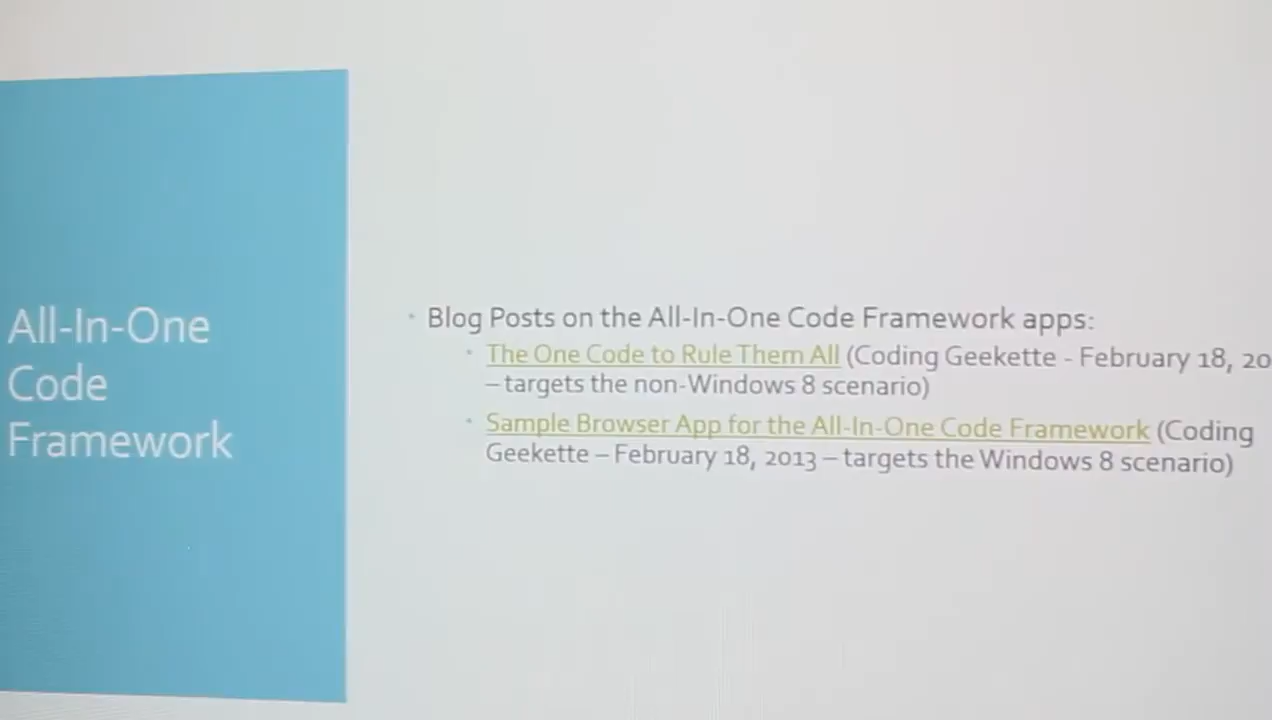 All-In-One
Code
Framework
Blog Posts on the All-In-One Code Framework apps:
The One Code to Rule Them All (Coding Geekette - February 18, 20
– targets the non-Windows 8 scenario)
Sample Browser App for the All-In-One Code Framework (Coding
Geekette – February 18, 2013 – targets the Windows 8 scenario)